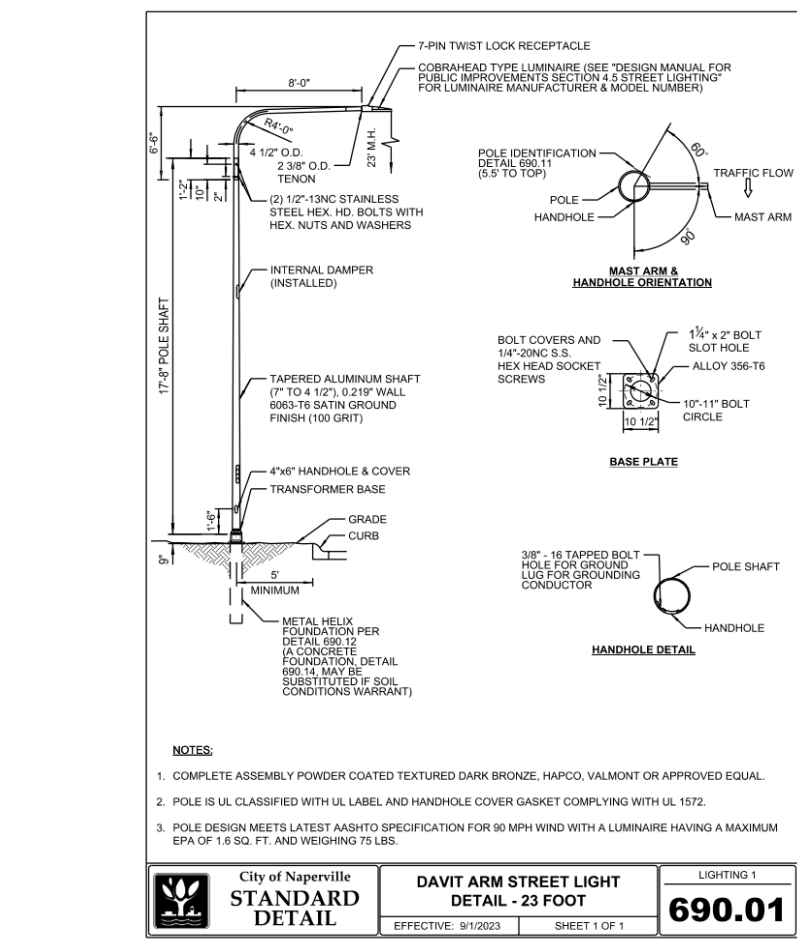 7-PIN TWIST LOCK RECEPTACLE
COBRAHEAD TYPE LUMINAIRE (SEE "DESIGN MANUAL FOR
PUBLIC IMPROVEMENTS SECTION 4.5 STREET LIGHTING"
FOR LUMINAIRE MANUFACTURER & MODEL NUMBER)
8'-0"
R4'-0"
6'-6"
4 1/2" O.D.
2 3/8" O.D.
TENON
23' M.H.
1'-2"
10"
2"
(2) 1/2"-13NC STAINLESS
STEEL HEX. HD. BOLTS WITH
HEX. NUTS AND WASHERS
INTERNAL DAMPER
(INSTALLED)
17'-8" POLE SHAFT
TAPERED ALUMINUM SHAFT
(7" TO 4 1/2"), 0.219" WALL
6063-T6 SATIN GROUND
FINISH (100 GRIT)
4"x6" HANDHOLE & COVER
TRANSFORMER BASE
1'-6"
GRADE
CURB
9"
5'
MINIMUM
METAL HELIX
FOUNDATION PER
DETAIL 690.12
(A CONCRETE
FOUNDATION, DETAIL
690.14, MAY BE
SUBSTITUTED IF SOIL
CONDITIONS WARRANT)
POLE IDENTIFICATION
DETAIL 690.11
(5.5' TO TOP)
60°
TRAFFIC FLOW
POLE
HANDHOLE
MAST ARM
90°
MAST ARM &
HANDHOLE ORIENTATION
BOLT COVERS AND
1/4"-20NC S.S.
HEX HEAD SOCKET
SCREWS
1¼" x 2" BOLT
SLOT HOLE
ALLOY 356-T6
10 1/2"
10 1/2"
10"-11" BOLT
CIRCLE
BASE PLATE
3/8" - 16 TAPPED BOLT
HOLE FOR GROUND
LUG FOR GROUNDING
CONDUCTOR
POLE SHAFT
HANDHOLE
HANDHOLE DETAIL
NOTES:
1. COMPLETE ASSEMBLY POWDER COATED TEXTURED DARK BRONZE, HAPCO, VALMONT OR APPROVED EQUAL.
2. POLE IS UL CLASSIFIED WITH UL LABEL AND HANDHOLE COVER GASKET COMPLYING WITH UL 1572.
3. POLE DESIGN MEETS LATEST AASHTO SPECIFICATION FOR 90 MPH WIND WITH A LUMINAIRE HAVING A MAXIMUM
EPA OF 1.6 SQ. FT. AND WEIGHING 75 LBS.
City of Naperville
STANDARD
DETAIL
DAVIT ARM STREET LIGHT
DETAIL - 23 FOOT
EFFECTIVE: 9/1/2023
SHEET 1 OF 1
LIGHTING 1
690.01